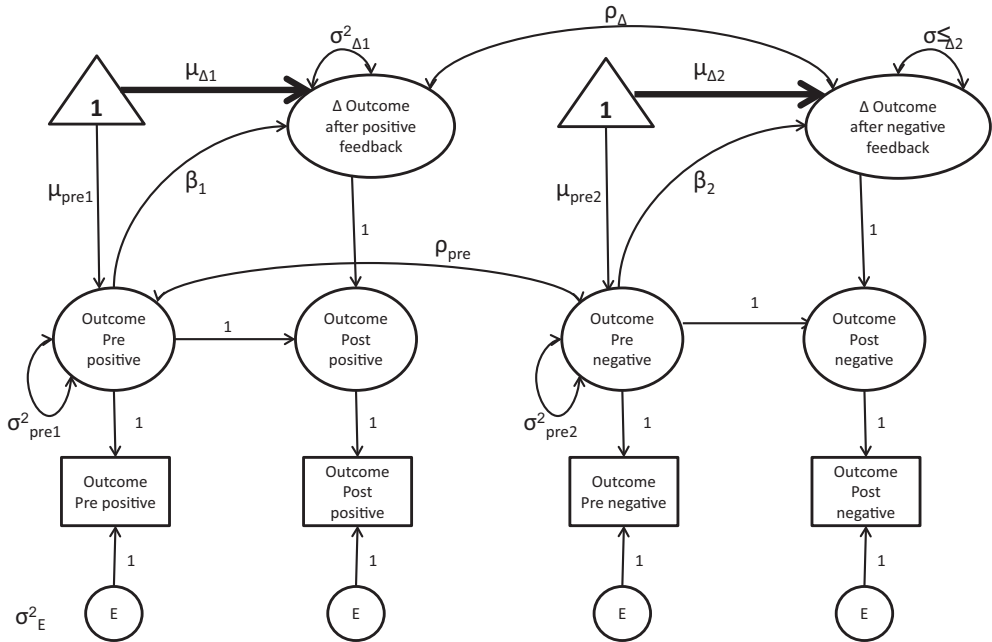 ρΔ
σ²Δ1
σ≤Δ2
μΔ1
μΔ2
1
1
Δ Outcome
after positive
feedback
Δ Outcome
after negative
feedback
μpre1
β1
μpre2
β2
1
1
ρpre
Outcome
Pre
positive
1
Outcome
Post
positive
Outcome
Pre
negative
1
Outcome
Post
negative
σ²pre1
1
1
σ²pre2
1
1
Outcome
Pre positive
Outcome
Post
positive
Outcome
Pre negative
Outcome
Post
negative
1
1
1
1
σ²E
E
E
E
E